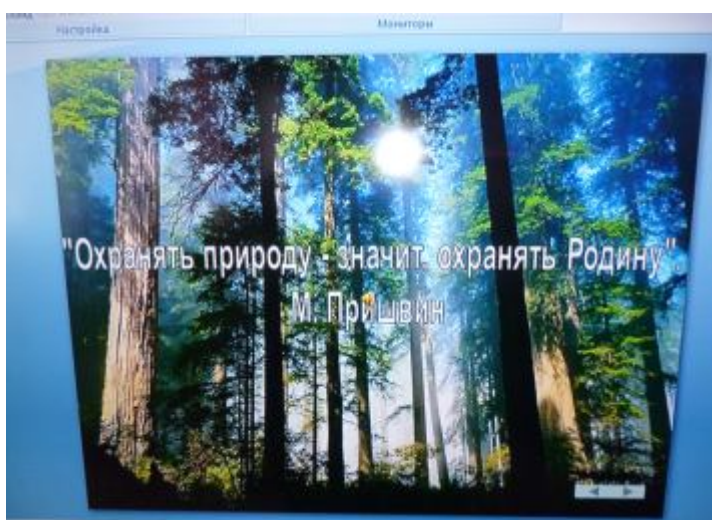 Настройка
Мониторы
"Охранять природу - значит охранять Родину".
М. Пришвин